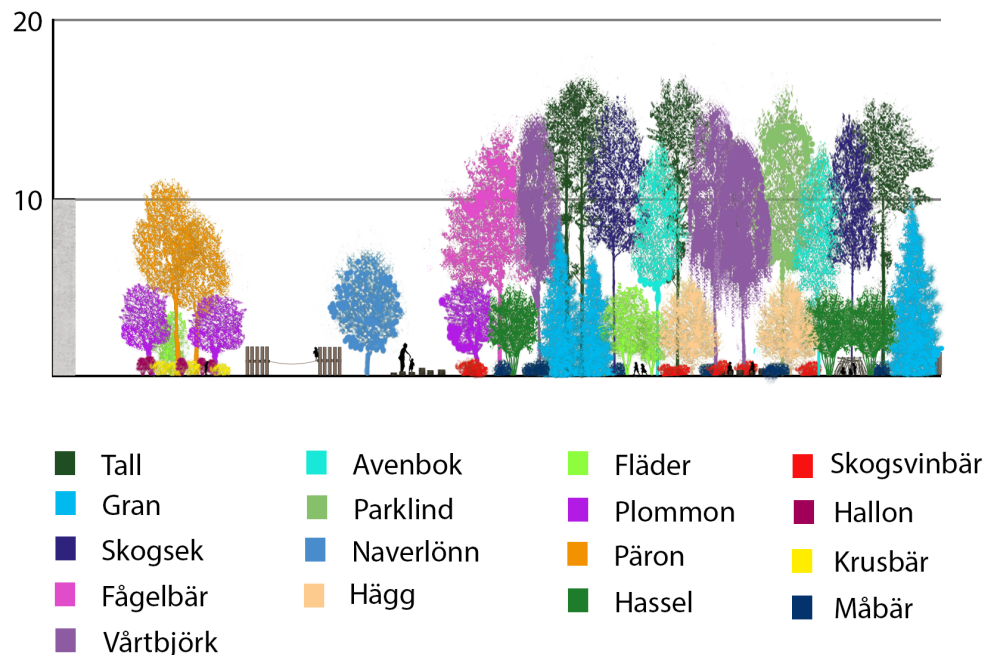 20
10
Tall
Gran
Skogsek
Fågelbär
Vårtbjörk
Avenbok
Parklind
Naverlönn
Hägg
Fläder
Plommon
Päron
Hassel
Skogsvinbär
Hallon
Krusbär
Måbär